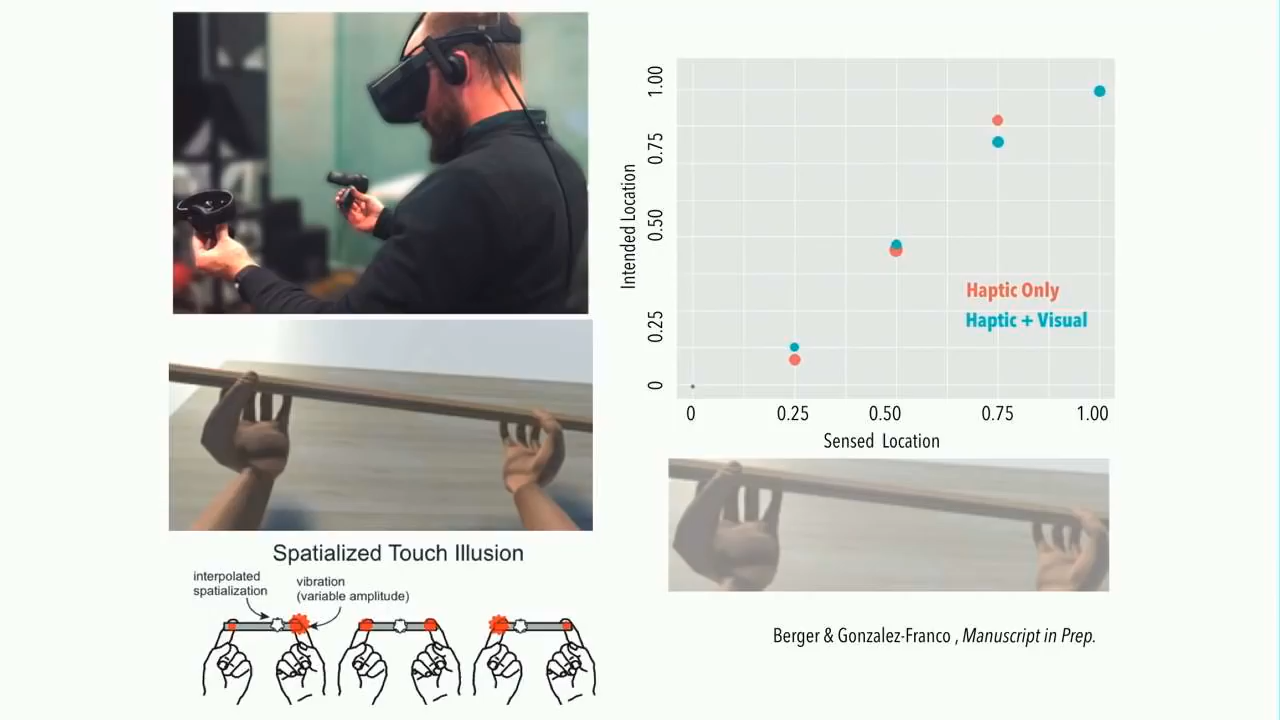 Spatialized Touch Illusion
interpolated
spatialization
vibration
(variable amplitude)
Intended Location
1.00
0.75
0.50
0.25
0
Haptic Only
Haptic + Visual
0 0.25 0.50 0.75 1.00
Sensed Location
Berger & Gonzalez-Franco , Manuscript in Prep.